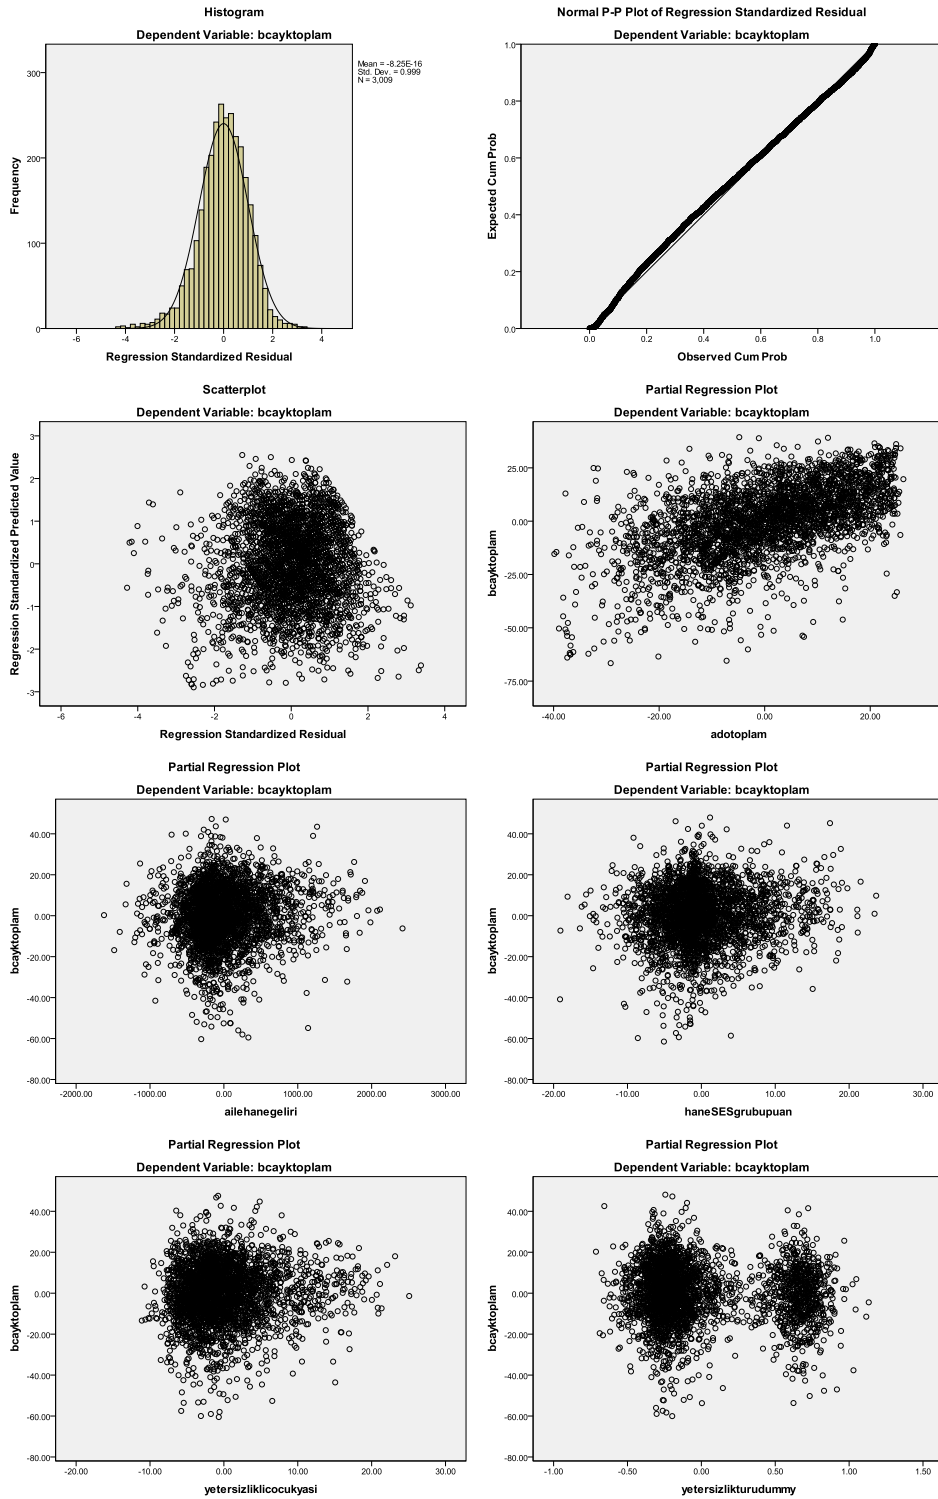 Histogram
Dependent Variable: bcayktoplam
Mean = -8.25E-16
Std. Dev. = 0.999
N = 3,009
Frequency
300
200
100
0
-6 -4 -2 0 2 4
Regression Standardized Residual
Normal P-P Plot of Regression Standardized Residual
Dependent Variable: bcayktoplam
Expected Cum Prob
1.0
0.8
0.6
0.4
0.2
0.0
0.0 0.2 0.4 0.6 0.8 1.0
Observed Cum Prob
Scatterplot
Dependent Variable: bcayktoplam
Regression Standardized Predicted Value
3
2
1
0
-1
-2
-3
-6 -4 -2 0 2 4
Regression Standardized Residual
Partial Regression Plot
Dependent Variable: bcayktoplam
bcayktoplam
25.00
0.00
-25.00
-50.00
-75.00
-40.00 -20.00 0.00 20.00
adotoplam
Partial Regression Plot
Dependent Variable: bcayktoplam
bcayktoplam
40.00
20.00
0.00
-20.00
-40.00
-60.00
-80.00
-2000.00 -1000.00 0.00 1000.00 2000.00 3000.00
ailehanegeliri
Partial Regression Plot
Dependent Variable: bcayktoplam
bcayktoplam
40.00
20.00
0.00
-20.00
-40.00
-60.00
-80.00
-20.00 -10.00 0.00 10.00 20.00 30.00
haneSESgrubupuan
Partial Regression Plot
Dependent Variable: bcayktoplam
bcayktoplam
40.00
20.00
0.00
-20.00
-40.00
-60.00
-80.00
-20.00 -10.00 0.00 10.00 20.00 30.00
yetersizliklicocukyasi
Partial Regression Plot
Dependent Variable: bcayktoplam
bcayktoplam
40.00
20.00
0.00
-20.00
-40.00
-60.00
-80.00
-1.00 -0.50 0.00 0.50 1.00 1.50
yetersizlikturudummy